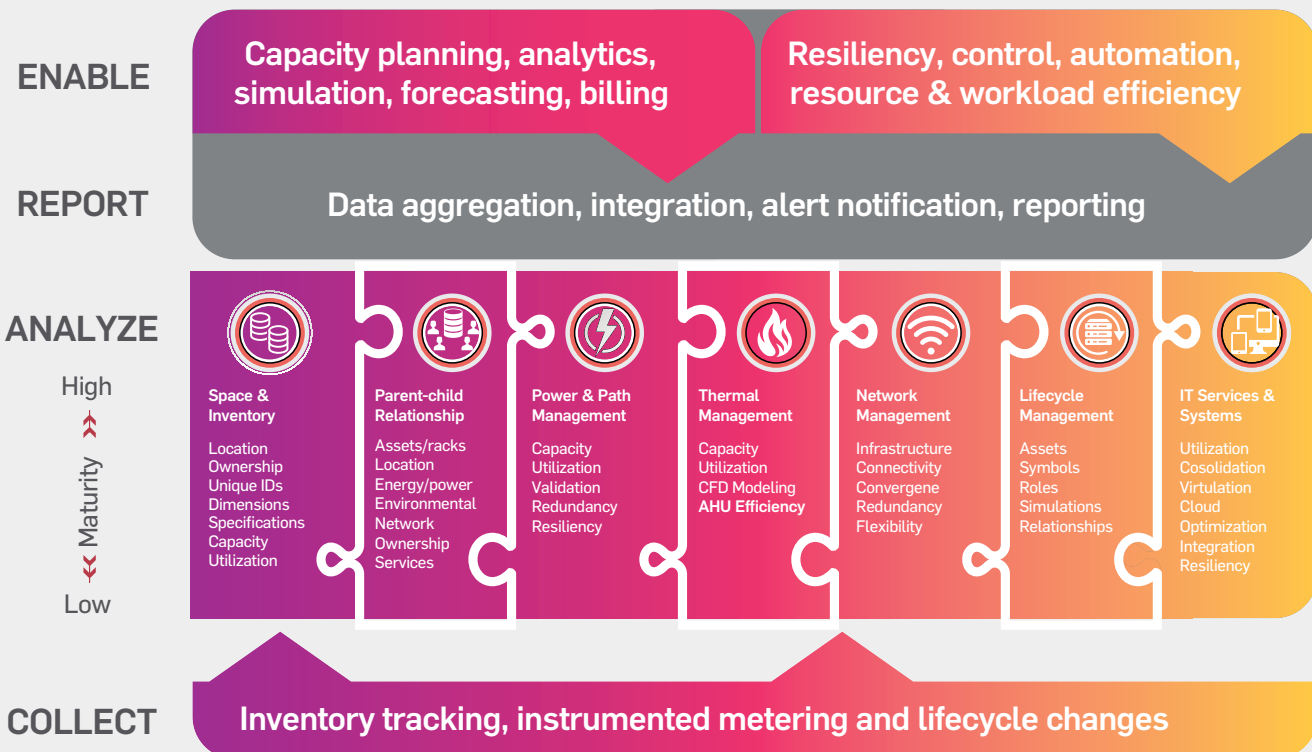 ENABLE
Capacity planning, analytics,
simulation, forecasting, billing
Resiliency, control, automation,
resource & workload efficiency
REPORT
Data aggregation, integration, alert notification, reporting
ANALYZE
High
Maturity
Low
Space &
Inventory
Location
Ownership
Unique IDs
Dimensions
Specifications
Capacity
Utilization
Parent-child
Relationship
Assets/racks
Location
Energy/power
Environmental
Network
Ownership
Services
Power & Path
Management
Capacity
Utilization
Validation
Redundancy
Resiliency
Thermal
Management
Capacity
Utilization
CFD Modeling
AHU Efficiency
Network
Management
Infrastructure
Connectivity
Convergene
Redundancy
Flexibility
Lifecycle
Management
Assets
Symbols
Roles
Simulations
Relationships
IT Services &
Systems
Utilization
Cosolidation
Virtulation
Cloud
Optimization
Integration
Resiliency
COLLECT
Inventory tracking, instrumented metering and lifecycle changes